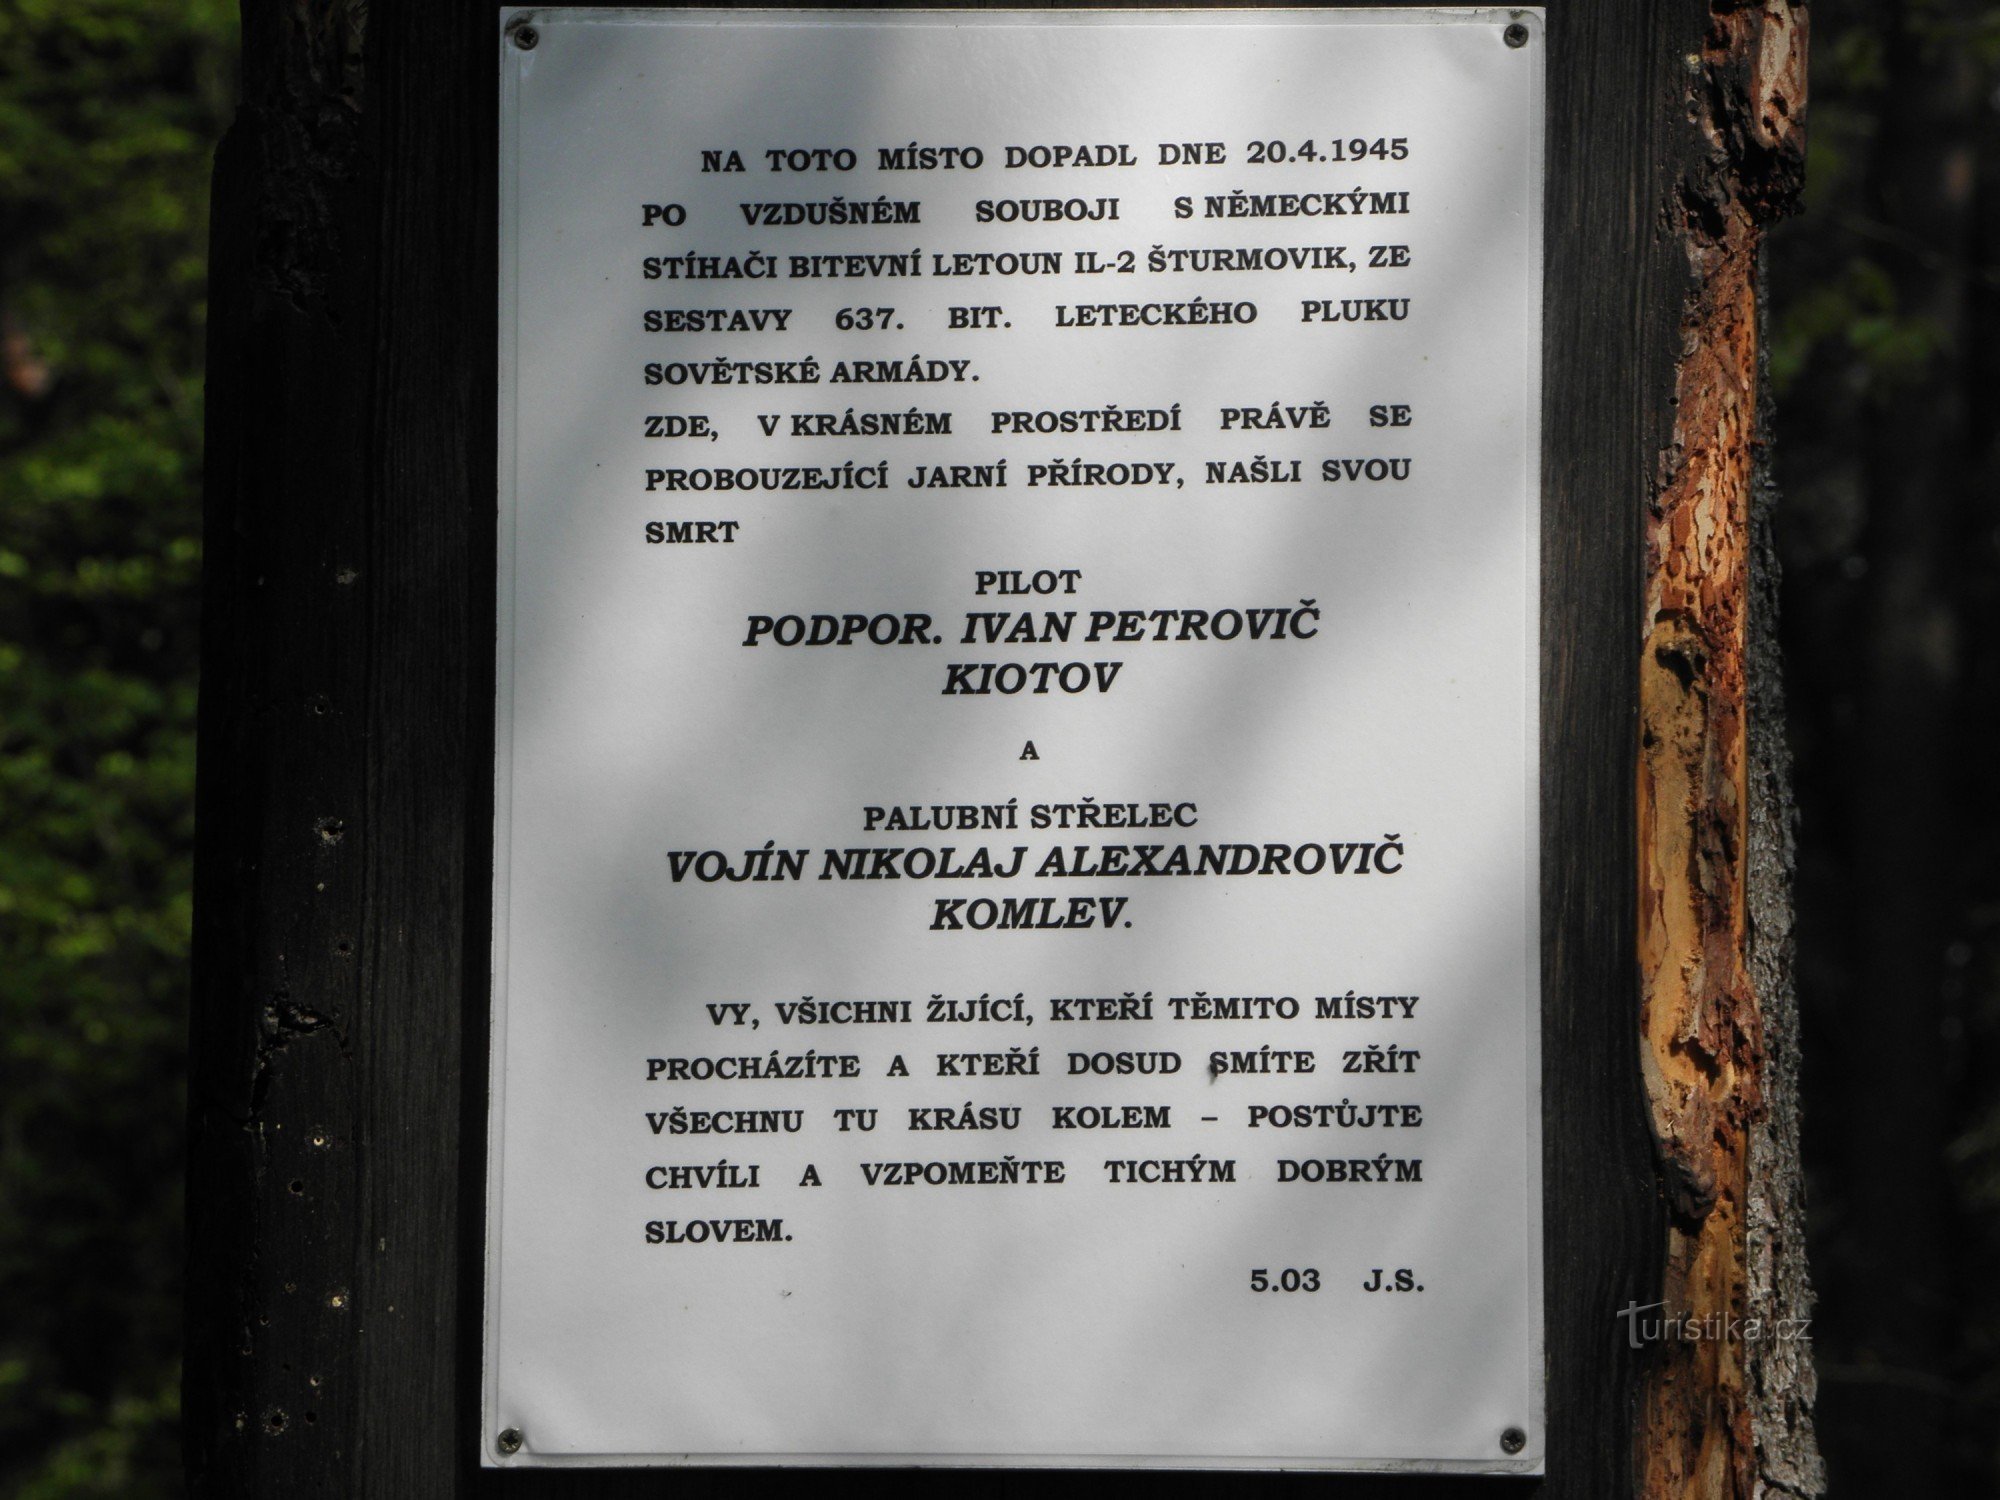 NA TOTO MÍSTO DOPADL DNE 20.4.1945
PO VZDUŠNÉM SOUBOJI S NĚMECKÝMI
STÍHAČI BITEVNÍ LETOUN IL-2 ŠTURMOVIK, ZE
SESTAVY 637. BIT. LETECKÉHO PLUKU
SOVĚTSKÉ ARMÁDY.
ZDE, V KRÁSNÉM PROSTŘEDÍ PRÁVĚ SE
PROBOUZEJÍCÍ JARNÍ PŘÍRODY, NAŠLI SVOU
SMRT
PILOT
PODPOR. IVAN PETROVIČ
KIOTOV
A
PALUBNÍ STŘELEC
VOJÍN NIKOLAJ ALEXANDROVIČ
KOMLEV.
VY, VŠICHNI ŽIJÍCÍ, KTEŘÍ TĚMITO MÍSTY
PROCHÁZÍTE A KTEŘÍ DOSUD SMÍTE ZŘÍT
VŠECHNU TU KRÁSU KOLEM – POSTŮJTE
CHVÍLI A VZPOMEŇTE TICHÝM DOBRÝM
SLOVEM.
5.03 J.S.
Turistika.cz